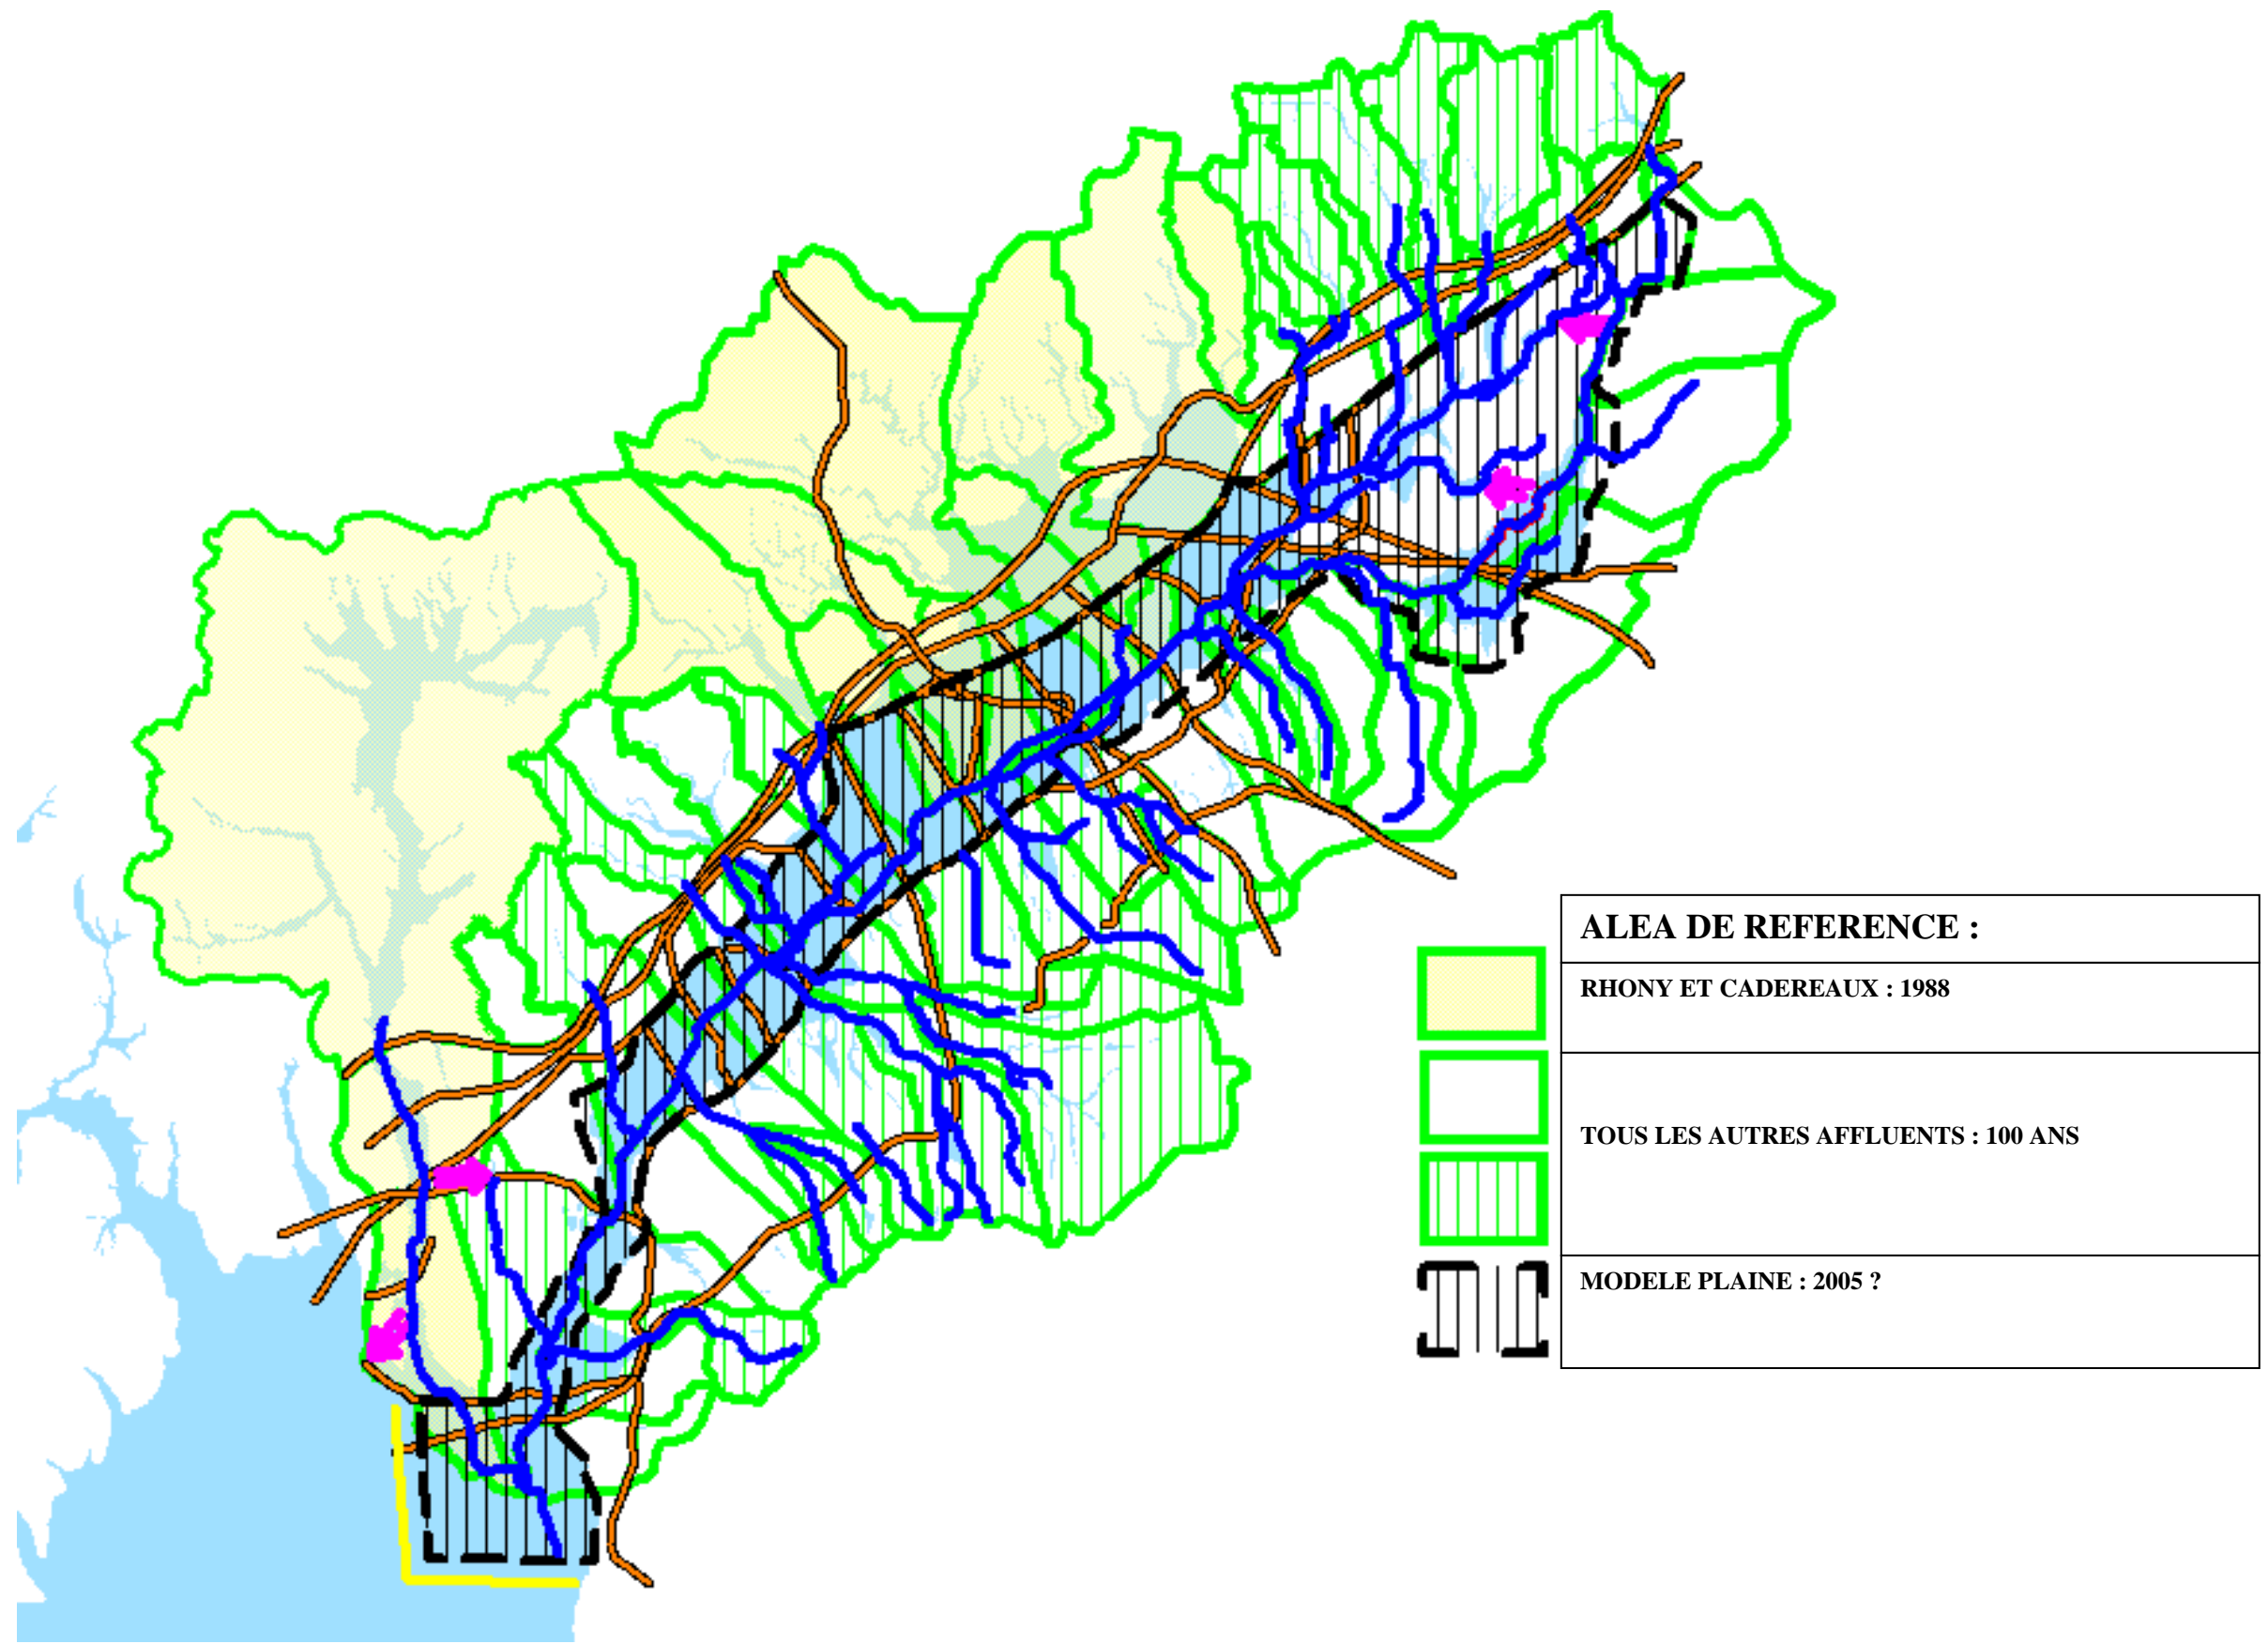 ALEA DE REFERENCE :
RHONY ET CADEREAUX : 1988
TOUS LES AUTRES AFFLUENTS : 100 ANS
MODELE PLAINE : 2005 ?